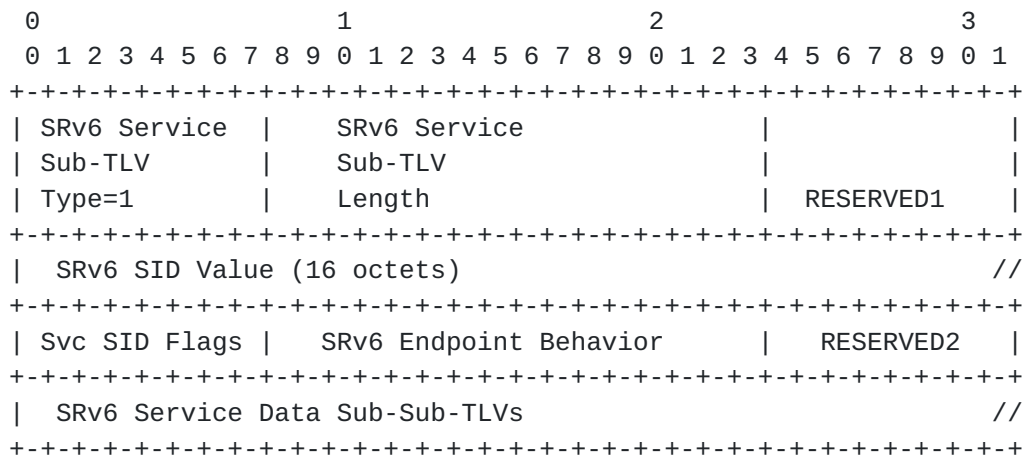 0                   1                   2                   3
 0 1 2 3 4 5 6 7 8 9 0 1 2 3 4 5 6 7 8 9 0 1 2 3 4 5 6 7 8 9 0 1
+-+-+-+-+-+-+-+-+-+-+-+-+-+-+-+-+-+-+-+-+-+-+-+-+-+-+-+-+-+-+-+-+
| SRv6 Service  |    SRv6 Service               |               |
| Sub-TLV       |    Sub-TLV                    |               |
| Type=1        |    Length                     |  RESERVED1    |
+-+-+-+-+-+-+-+-+-+-+-+-+-+-+-+-+-+-+-+-+-+-+-+-+-+-+-+-+-+-+-+-+
|  SRv6 SID Value (16 octets)                                  //
+-+-+-+-+-+-+-+-+-+-+-+-+-+-+-+-+-+-+-+-+-+-+-+-+-+-+-+-+-+-+-+-+
| Svc SID Flags |   SRv6 Endpoint Behavior      |   RESERVED2   |
+-+-+-+-+-+-+-+-+-+-+-+-+-+-+-+-+-+-+-+-+-+-+-+-+-+-+-+-+-+-+-+-+
|  SRv6 Service Data Sub-Sub-TLVs                              //
+-+-+-+-+-+-+-+-+-+-+-+-+-+-+-+-+-+-+-+-+-+-+-+-+-+-+-+-+-+-+-+-+